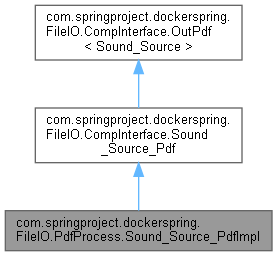 com.springproject.dockerspring.
FileIO.CompInterface.OutPdf
< Sound_Source >
com.springproject.dockerspring.
FileIO.CompInterface.Sound
_Source_Pdf
com.springproject.dockerspring.
FileIO.PdfProcess.Sound_Source_PdfImpl